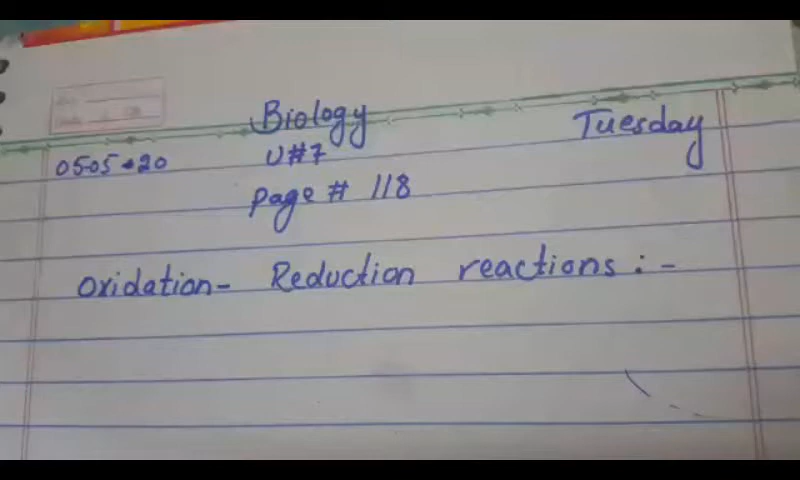 Biology
Tuesday
05-05-20
U#7
Page # 118
Oxidation- Reduction reactions:-